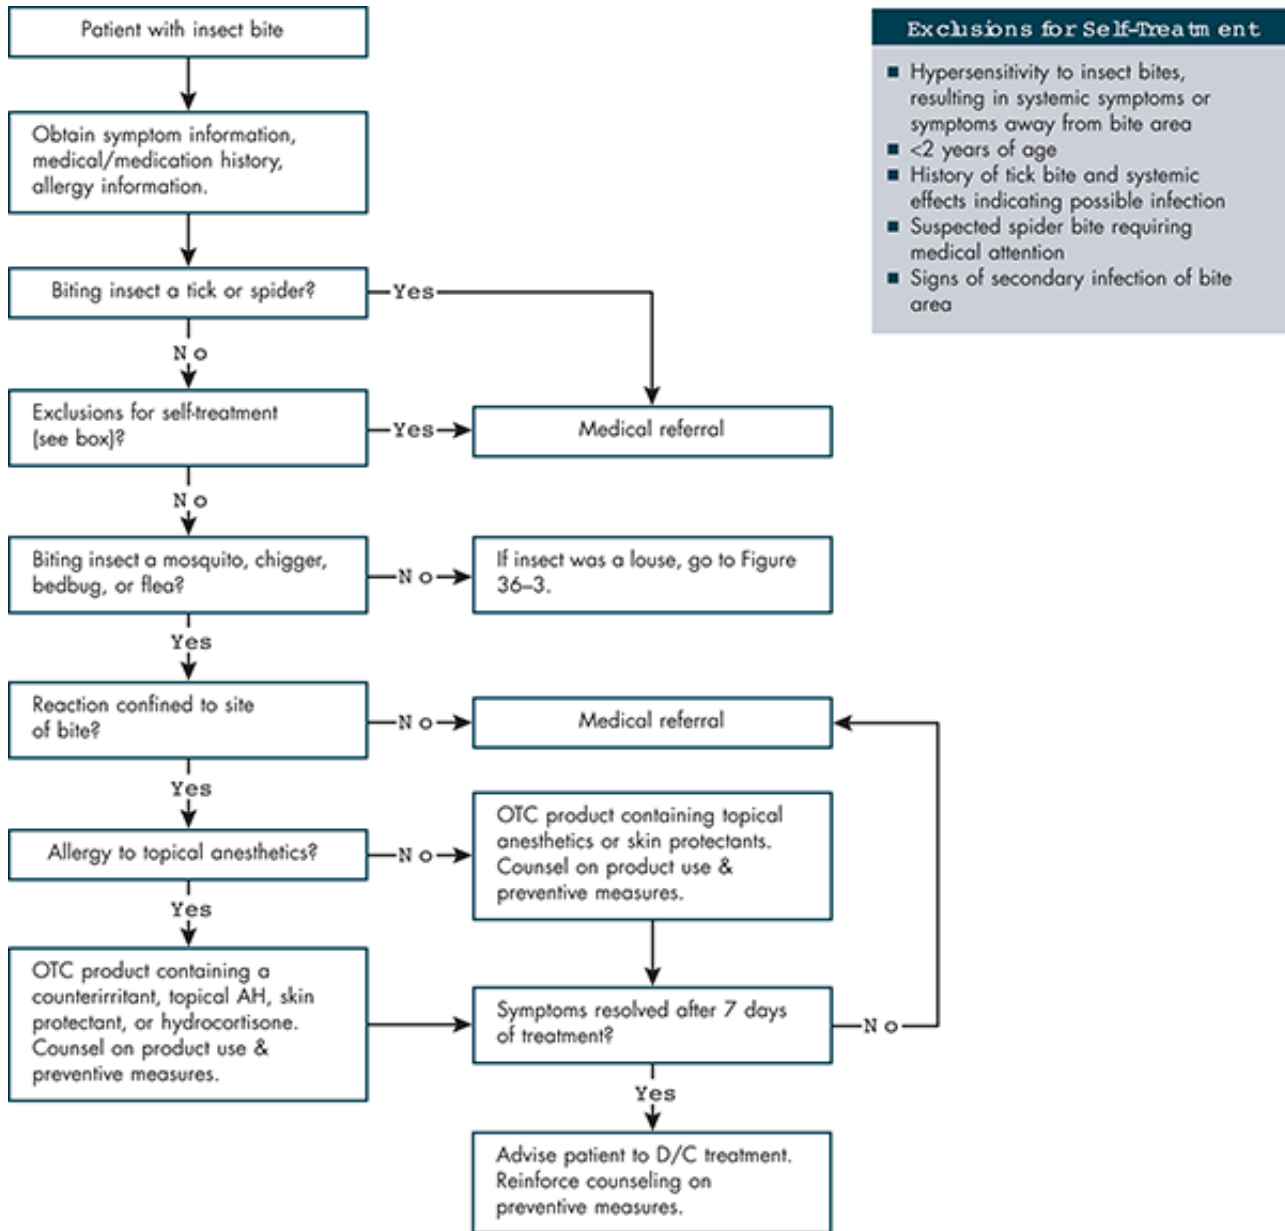 Patient with insect bite
Exclusions for Self-Treatment
■ Hypersensitivity to insect bites,
resulting in systemic symptoms or
symptoms away from bite area
■ <2 years of age
■ History of tick bite and systemic
effects indicating possible infection
■ Suspected spider bite requiring
medical attention
■ Signs of secondary infection of bite
area
Obtain symptom information,
medical/medication history,
allergy information.
Biting insect a tick or spider?
Yes
No
Exclusions for self-treatment
(see box)?
Yes
Medical referral
No
Biting insect a mosquito, chigger,
bedbug, or flea?
No
If insect was a louse, go to Figure
36–3.
Yes
Reaction confined to site
of bite?
No
Medical referral
Yes
Allergy to topical anesthetics?
No
OTC product containing topical
anesthetics or skin protectants.
Counsel on product use &
preventive measures.
Yes
OTC product containing a
counterirritant, topical AH, skin
protectant, or hydrocortisone.
Counsel on product use &
preventive measures.
Symptoms resolved after 7 days
of treatment?
No
Yes
Advise patient to D/C treatment.
Reinforce counseling on
preventive measures.